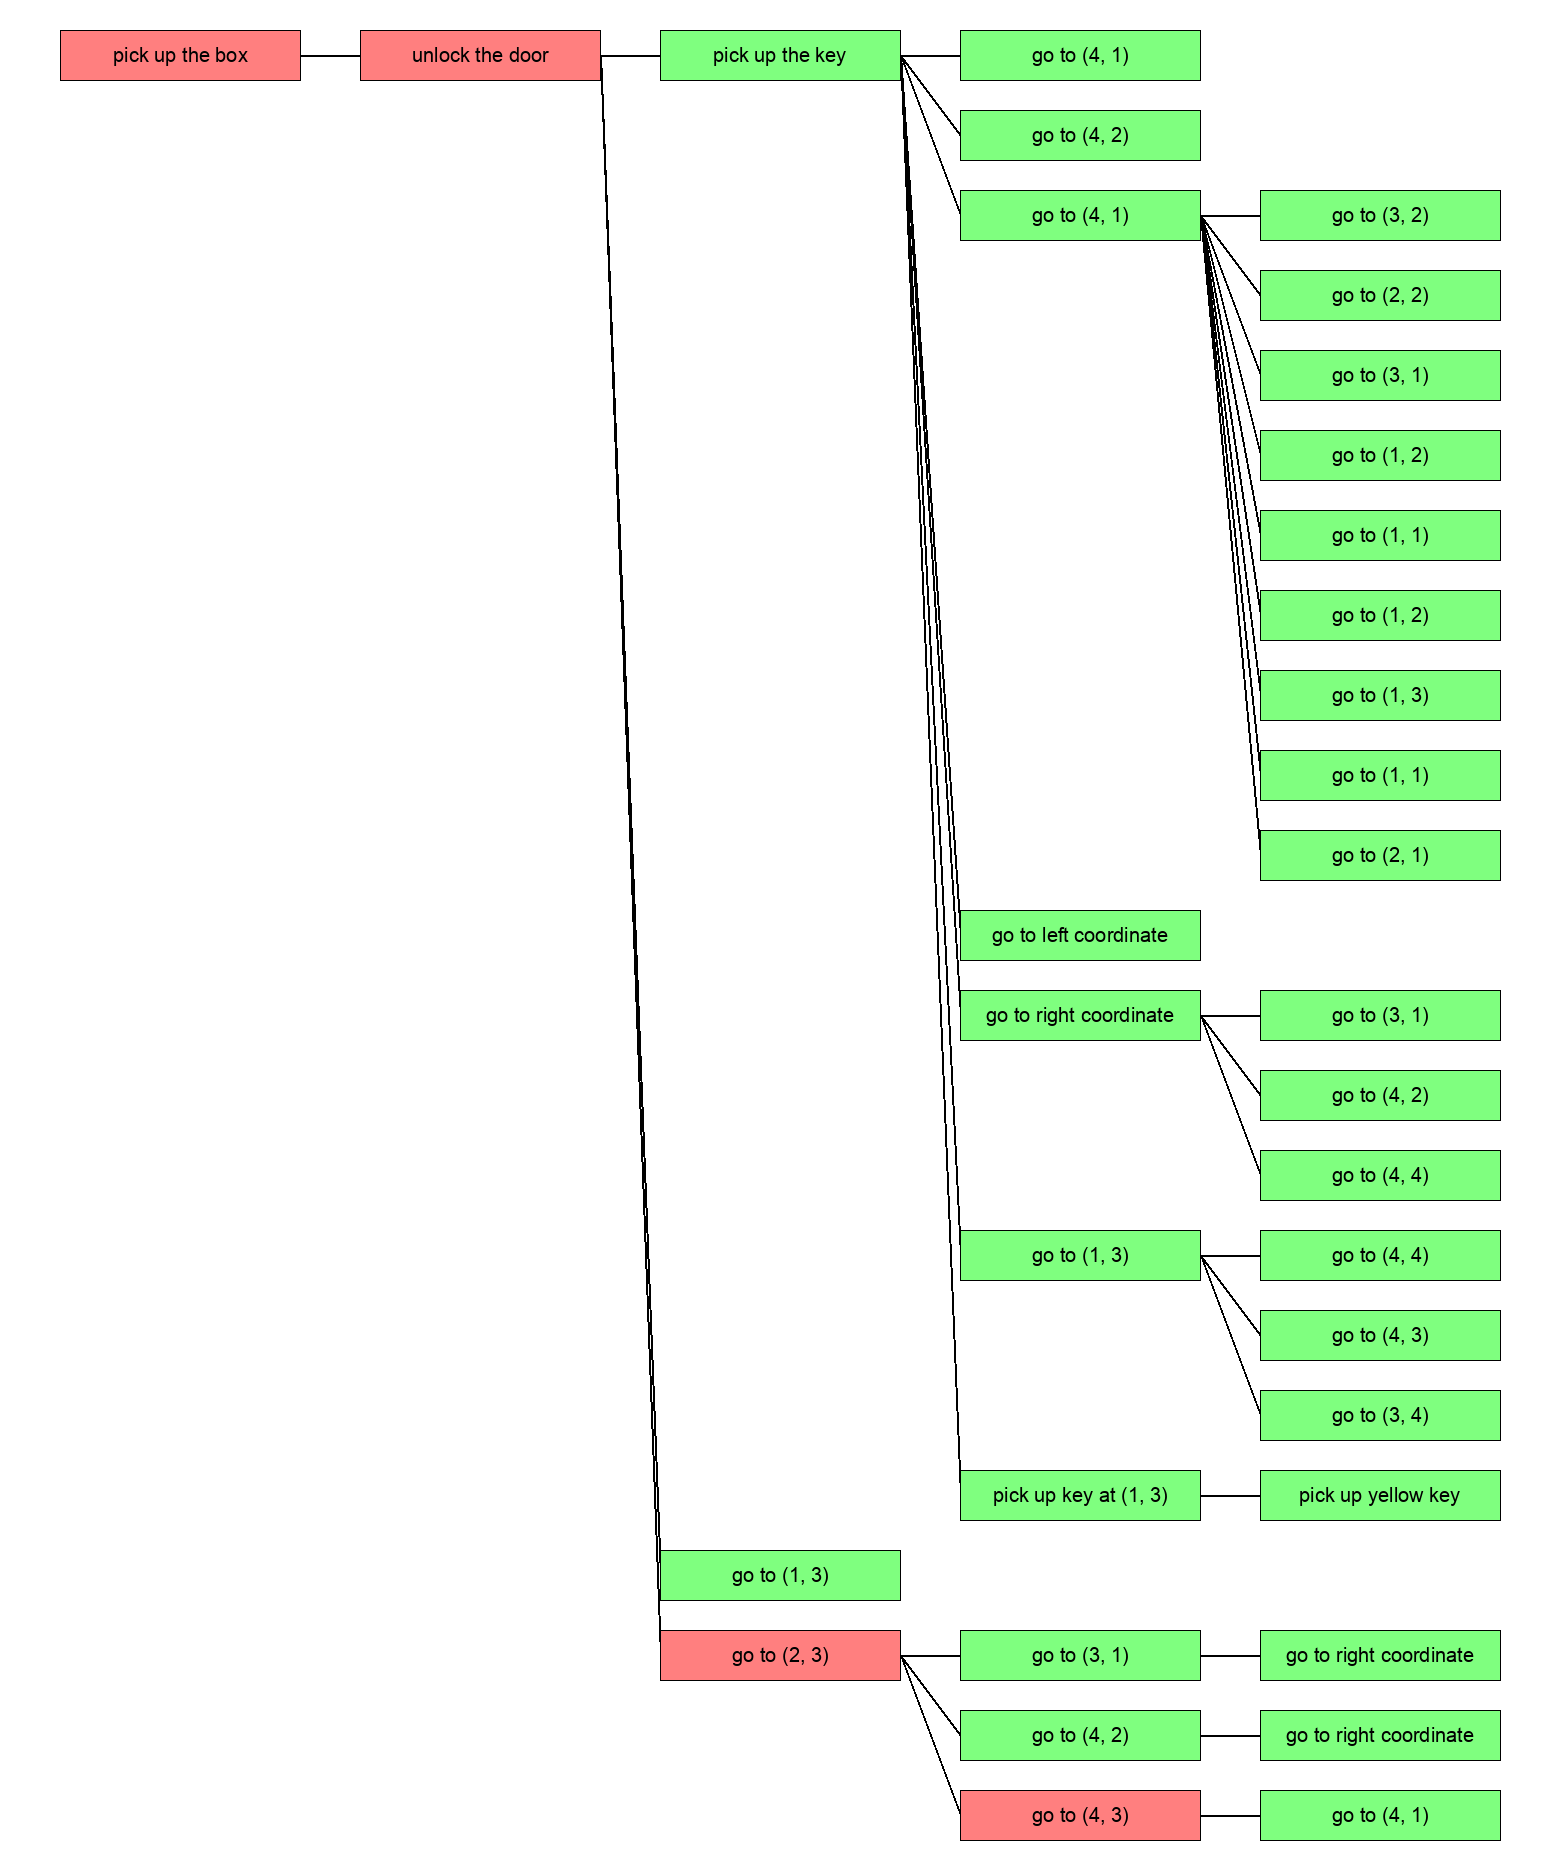 pick up the box
unlock the door
pick up the key
go to (4, 1)
go to (4, 2)
go to (4, 1)
go to (3, 2)
go to (2, 2)
go to (3, 1)
go to (1, 2)
go to (1, 1)
go to (1, 2)
go to (1, 3)
go to (1, 1)
go to (2, 1)
go to left coordinate
go to right coordinate
go to (3, 1)
go to (4, 2)
go to (4, 4)
go to (1, 3)
go to (4, 4)
go to (4, 3)
go to (3, 4)
pick up key at (1, 3)
pick up yellow key
go to (1, 3)
go to (2, 3)
go to (3, 1)
go to right coordinate
go to (4, 2)
go to right coordinate
go to (4, 3)
go to (4, 1)